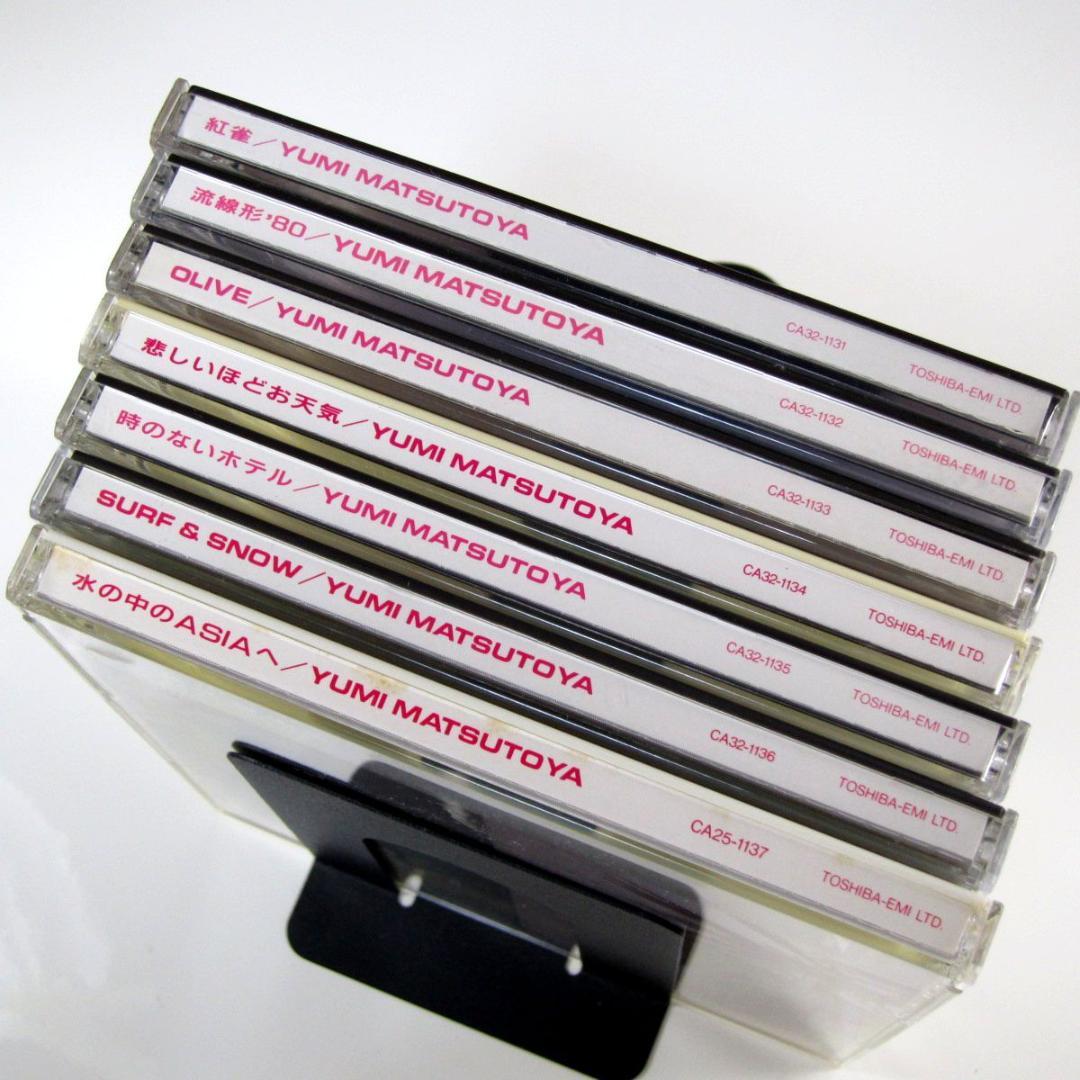 紅雀／YUMI MATSUTOYA CA32-1131 TOSHIBA-EMI LTD.
流線形'80／YUMI MATSUTOYA CA32-1132 TOSHIBA-EMI LTD.
OLIVE／YUMI MATSUTOYA CA32-1133 TOSHIBA-EMI LTD.
悲しいほどお天気／YUMI MATSUTOYA CA32-1134 TOSHIBA-EMI LTD.
時のないホテル／YUMI MATSUTOYA CA32-1135 TOSHIBA-EMI LTD.
SURF & SNOW／YUMI MATSUTOYA CA32-1136 TOSHIBA-EMI LTD.
水の中のASIAへ／YUMI MATSUTOYA CA25-1137 TOSHIBA-EMI LTD.